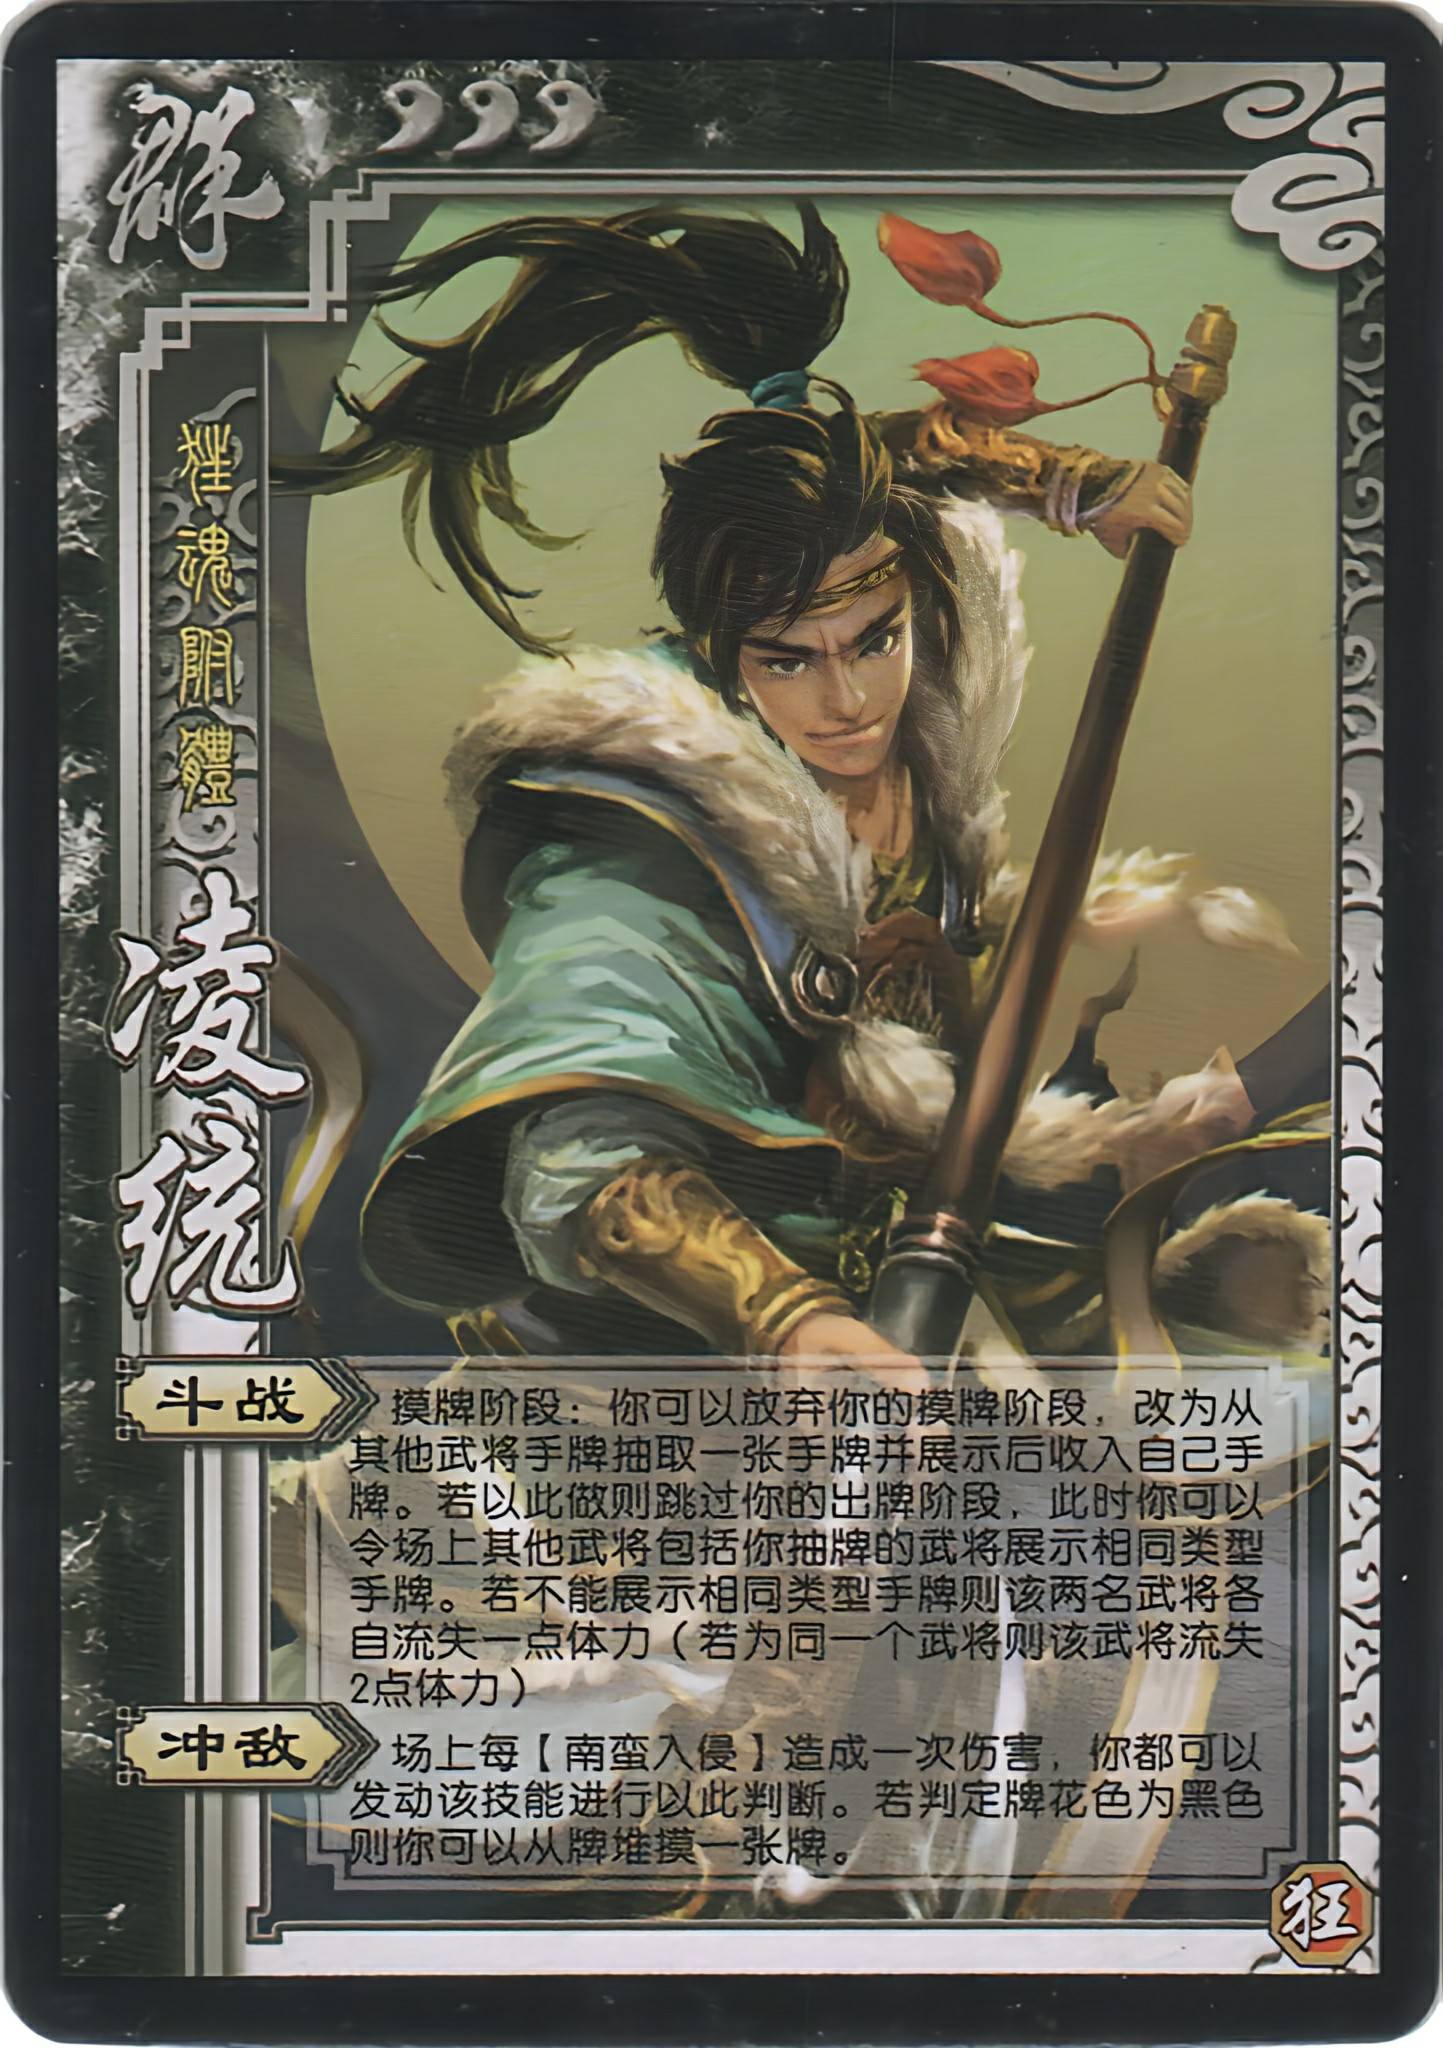 群
狂魂附體
凌统
斗战
摸牌阶段：你可以放弃你的摸牌阶段，改为从
其他武将手牌抽取一张手牌并展示后收入自己手
牌。若以此做则跳过你的出牌阶段，此时你可以
令场上其他武将包括你抽牌的武将展示相同类型
手牌。若不能展示相同类型手牌则该两名武将各
自流失一点体力（若为同一个武将则该武将流失
2点体力）
冲敌
场上每【南蛮入侵】造成一次伤害，你都可以
发动该技能进行以此判断。若判定牌花色为黑色
则你可以从牌堆摸一张牌。
狂